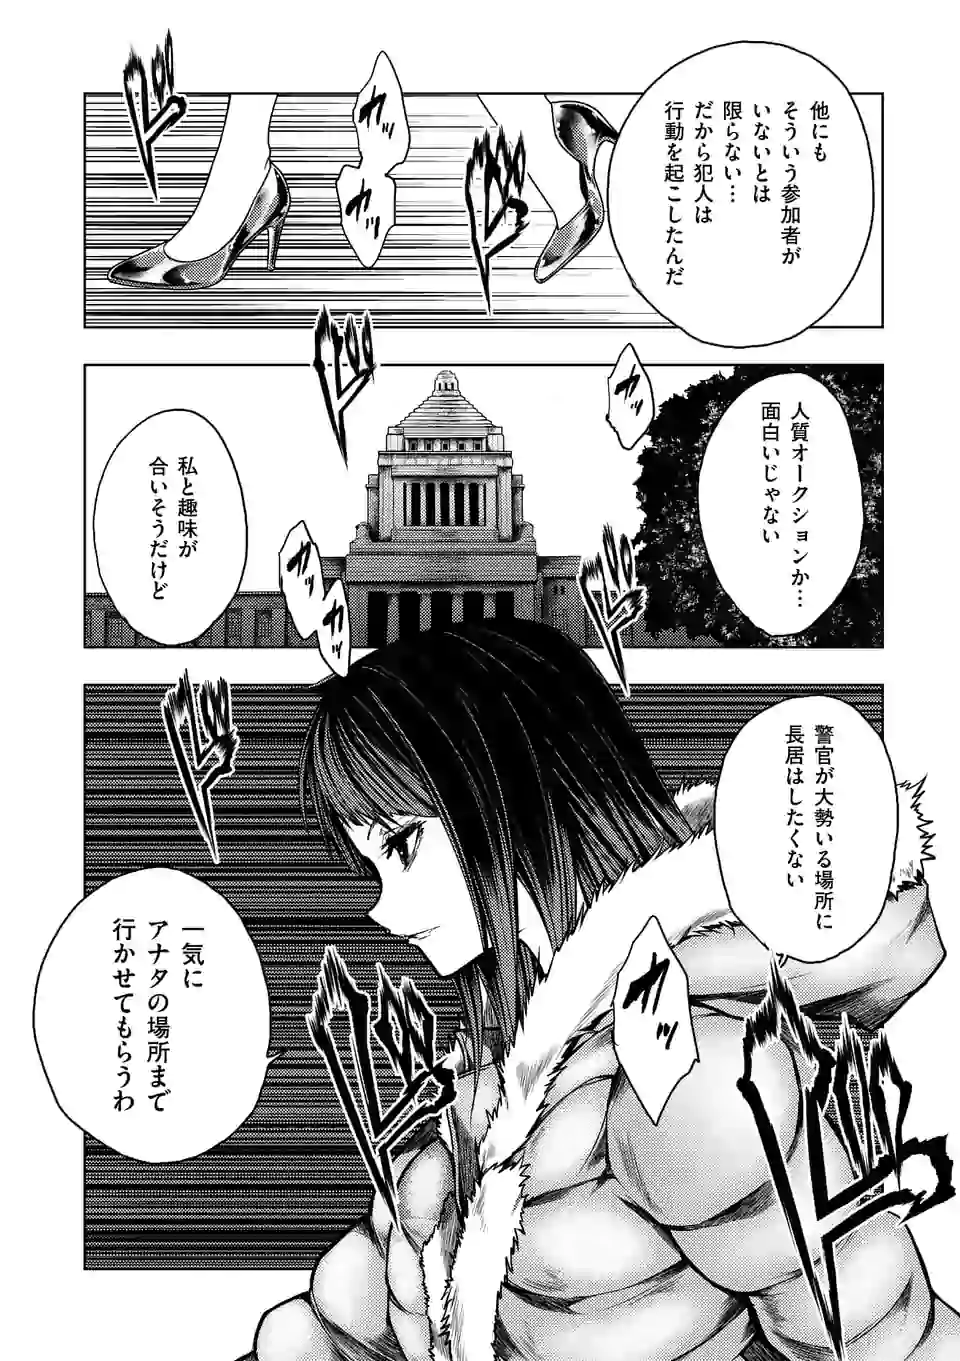 他にも
そういう参加者が
いないとは
限らない…
だから犯人は
行動を起こしたんだ
ガッ
カッ
人質オークションか…
面白いじゃない
私と趣味が
合いそうだけど
カッ
カッ
カッ
警官が大勢いる場所に
長居はしたくない
カッ
カッ
一気に
アナタの場所まで
行かせてもらうわ